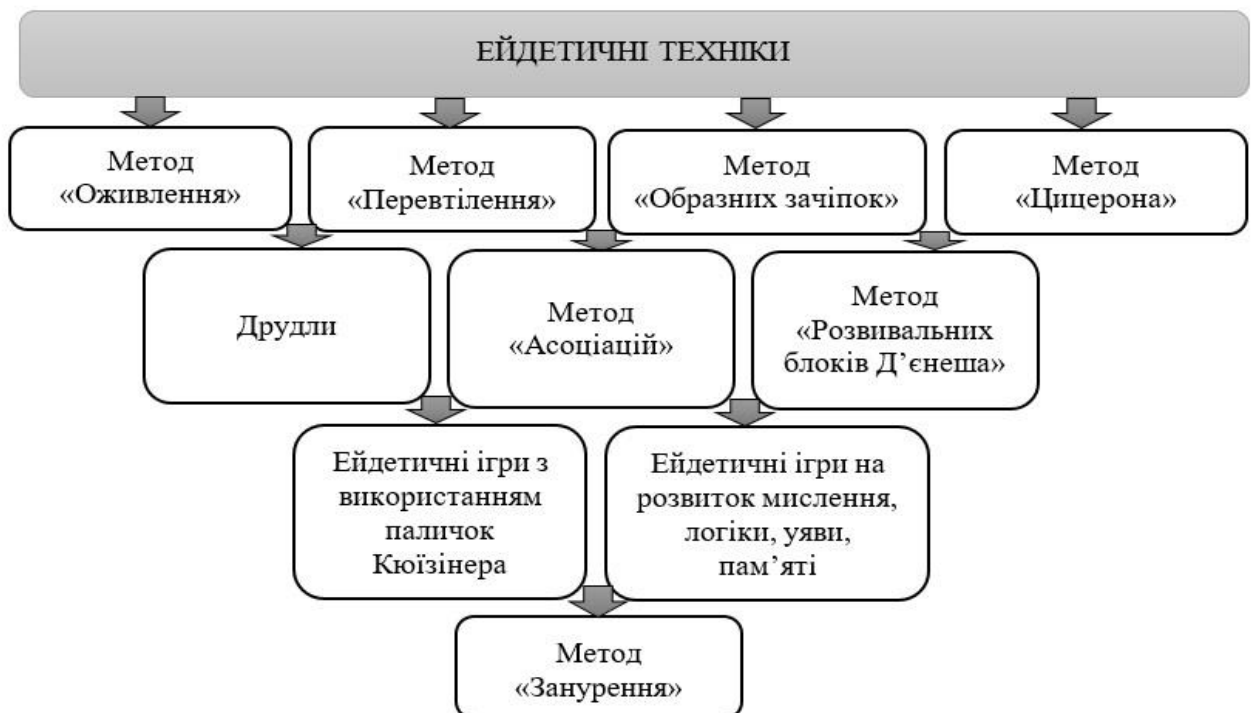 ЕЙДЕТИЧНІ ТЕХНІКИ
Метод
«Оживлення»
Метод
«Перевтілення»
Метод
«Образних зачіпок»
Метод
«Цицерона»
Друдли
Метод
«Асоціацій»
Метод
«Розвивальних
блоків Д’єнеша»
Ейдетичні ігри з
використанням
паличок
Кюїзінера
Ейдетичні ігри на
розвиток мислення,
логіки, уяви,
пам’яті
Метод
«Занурення»